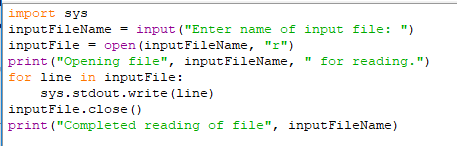 import sys
inputFileName = input("Enter name of input file: ")
inputFile = open(inputFileName, "r")
print("Opening file", inputFileName, " for reading.")
for line in inputFile:
    sys.stdout.write(line)
inputFile.close()
print("Completed reading of file", inputFileName)